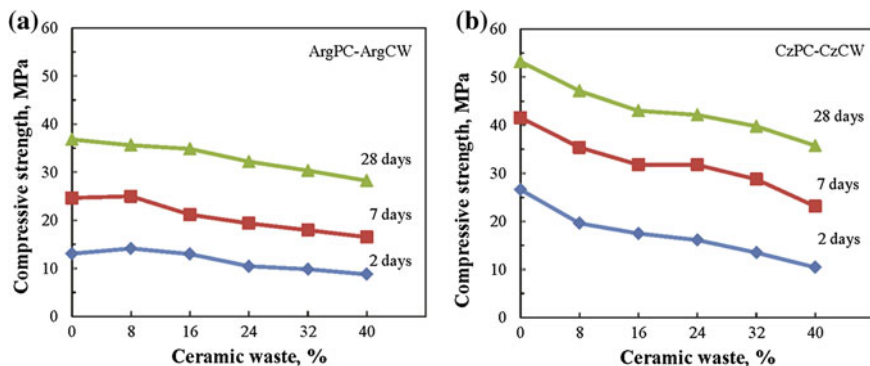 (a)
ArgPC-ArgCW
Compressive strength, MPa
60
50
40
30
20
10
0
28 days
7 days
2 days
0 8 16 24 32 40
Ceramic waste, %
(b)
CzPC-CzCW
Compressive strength, MPa
60
50
40
30
20
10
0
28 days
7 days
2 days
0 8 16 24 32 40
Ceramic waste, %